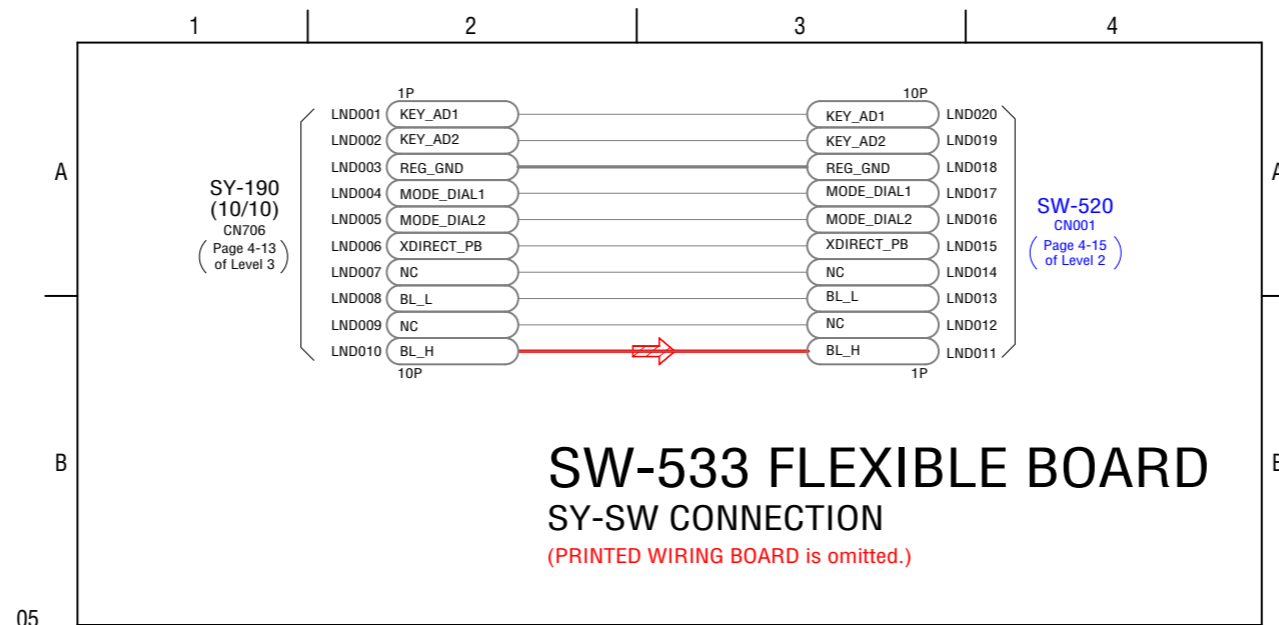 1 2 3 4
1P 10P
LND001 KEY_AD1 KEY_AD1 LND020
LND002 KEY_AD2 KEY_AD2 LND019
LND003 REG_GND REG_GND LND018
LND004 MODE_DIAL1 MODE_DIAL1 LND017
LND005 MODE_DIAL2 MODE_DIAL2 LND016
LND006 XDIRECT_PB XDIRECT_PB LND015
LND007 NC NC LND014
LND008 BL_L BL_L LND013
LND009 NC NC LND012
LND010 BL_H BL_H LND011
10P 1P
A
A
SY-190
(10/10)
CN706
(Page 4-13
of Level 3)
SW-520
CN001
(Page 4-15
of Level 2)
B
SW-533 FLEXIBLE BOARD
SY-SW CONNECTION
(PRINTED WIRING BOARD is omitted.)
05